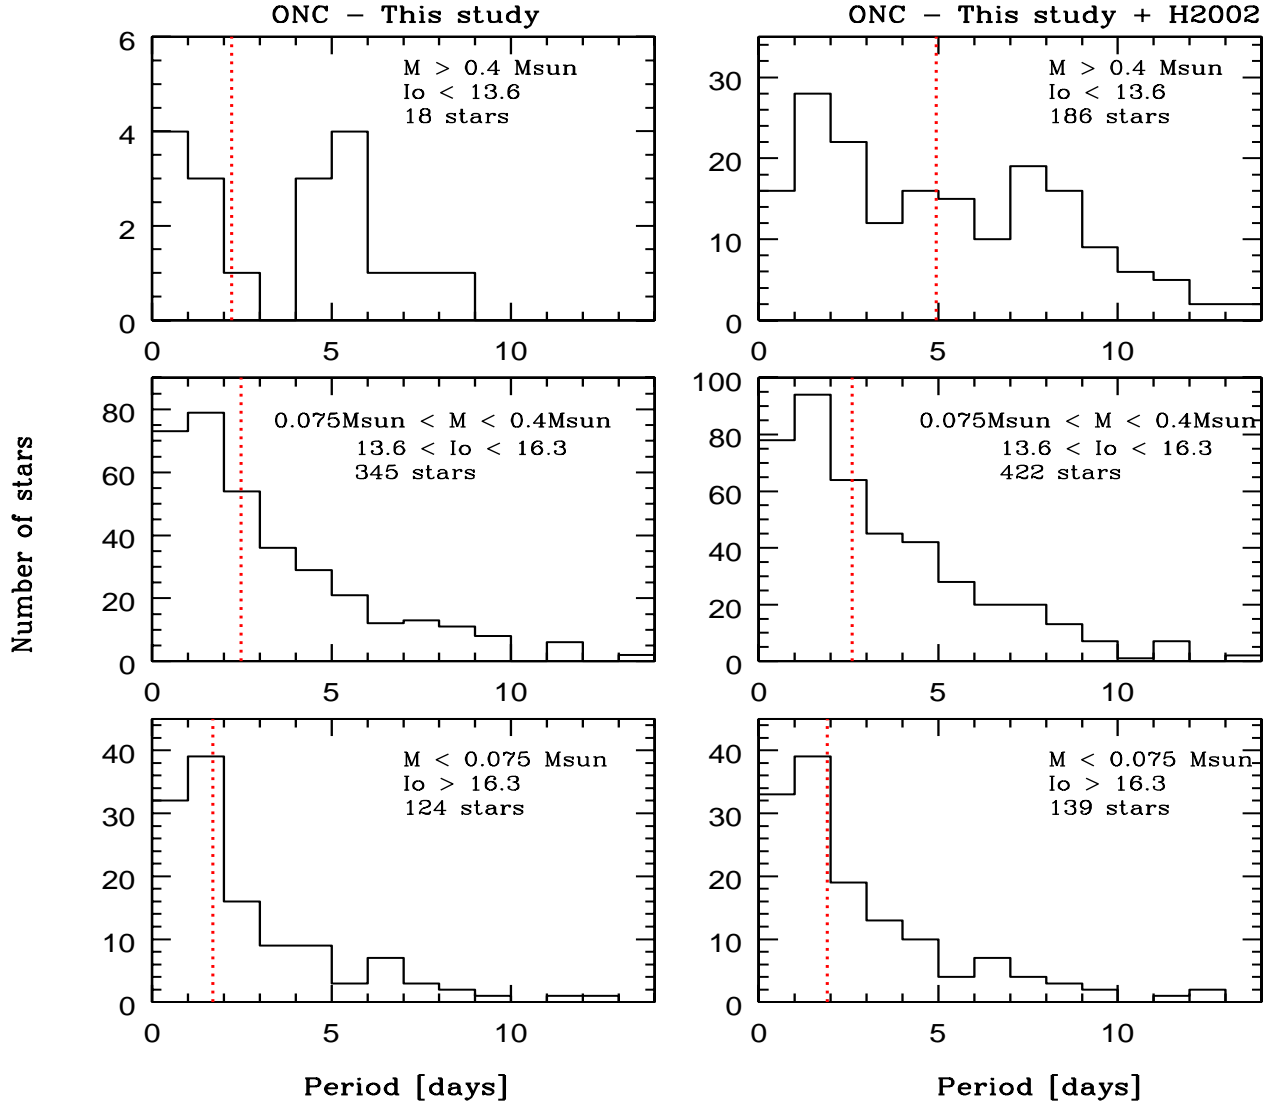 ONC – This study
ONC – This study + H2002
6
4
2
0
M > 0.4 Msun
Io < 13.6
18 stars
0 5 10
30
20
10
0
M > 0.4 Msun
Io < 13.6
186 stars
0 5 10
Number of stars
80
60
40
20
0
0.075Msun < M < 0.4Msun
13.6 < Io < 16.3
345 stars
0 5 10
100
80
60
40
20
0
0.075Msun < M < 0.4Msun
13.6 < Io < 16.3
422 stars
0 5 10
40
30
20
10
0
M < 0.075 Msun
Io > 16.3
124 stars
0 5 10
Period [days]
40
30
20
10
0
M < 0.075 Msun
Io > 16.3
139 stars
0 5 10
Period [days]